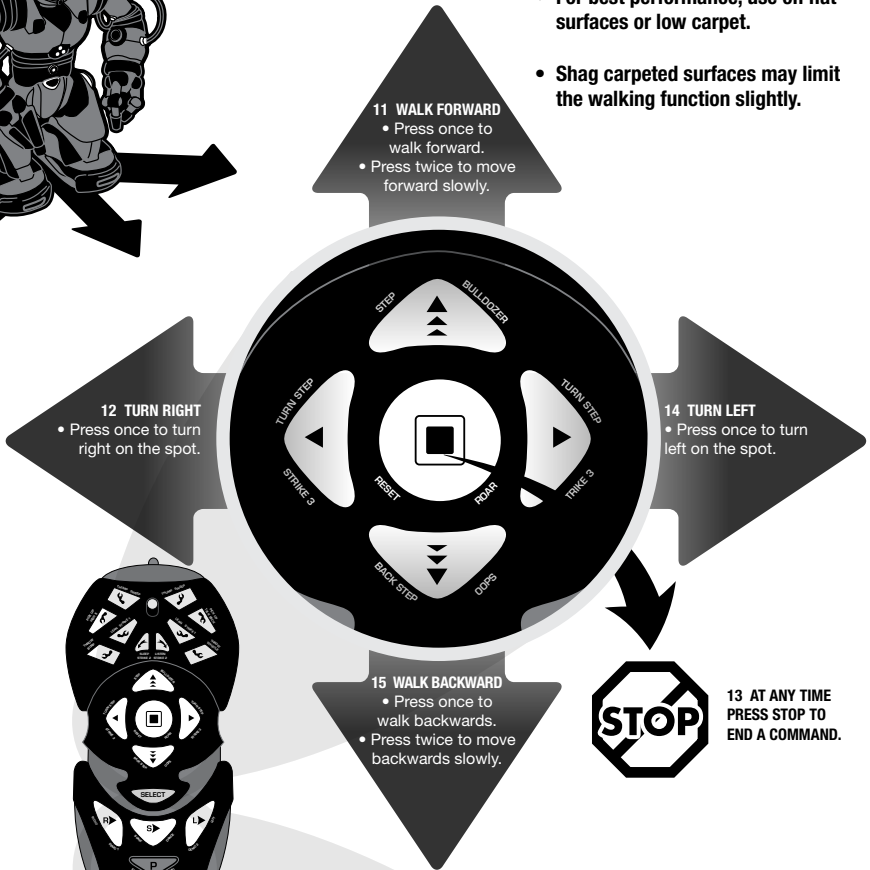 • For best performance, use on flat
surfaces or low carpet.
• Shag carpeted surfaces may limit
the walking function slightly.
11 WALK FORWARD
• Press once to
walk forward.
• Press twice to move
forward slowly.
STEP
BULLDOZER
12 TURN RIGHT
• Press once to turn
right on the spot.
TURN STEP
STRIKE 3
TURN STEP
TRIKE 3
RESET
ROAR
14 TURN LEFT
• Press once to turn
left on the spot.
BACK STEP
OOPS
15 WALK BACKWARD
• Press once to
walk backwards.
• Press twice to move
backwards slowly.
STOP
13 AT ANY TIME
PRESS STOP TO
END A COMMAND.
SELECT
R
S
L
P